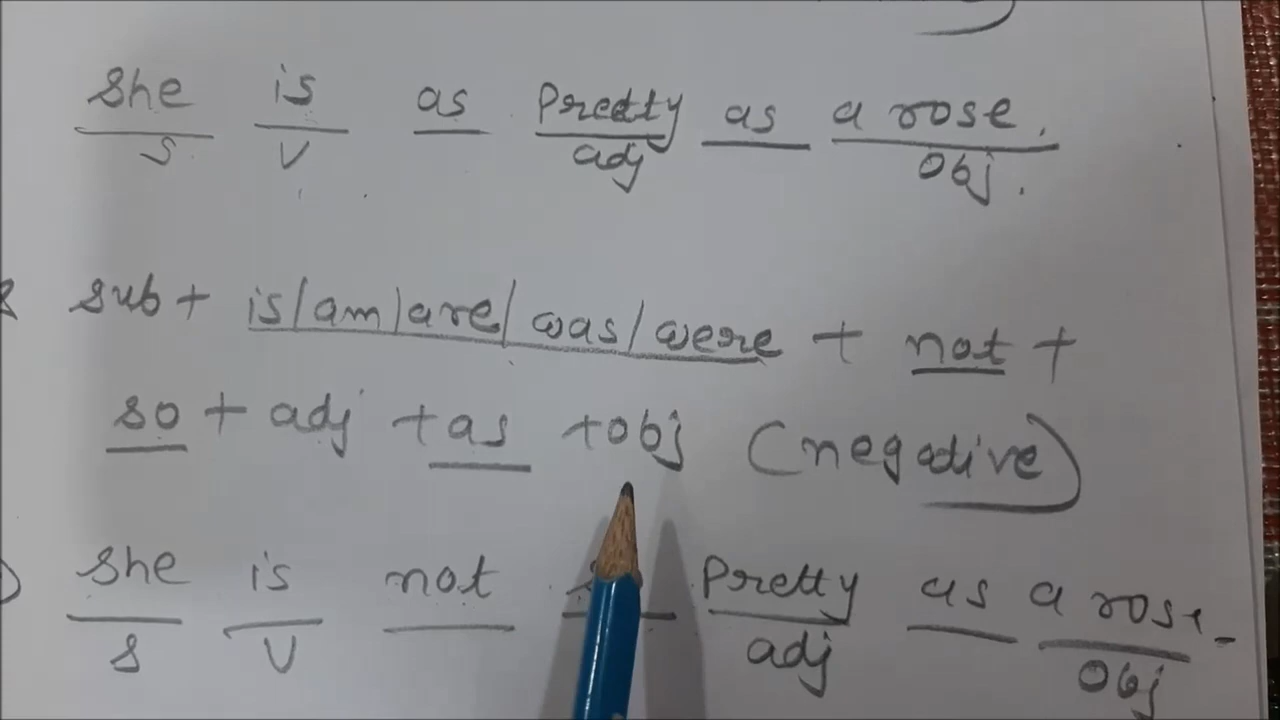 She is as Pretty as a rose.
S V adj Obj.
Sub + is/am/are/was/were + not +
so + adj + as + obj (negative)
She is not Pretty as a rose.
S V adj Obj